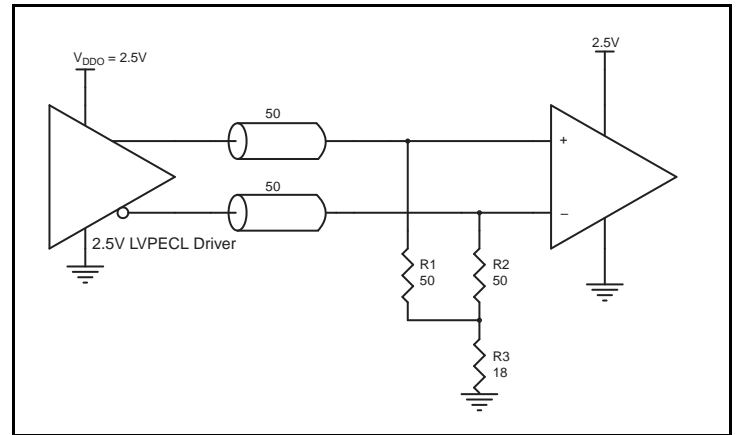 V_DDO = 2.5V
2.5V
50
+
50
–
2.5V LVPECL Driver
R1
50
R2
50
R3
18